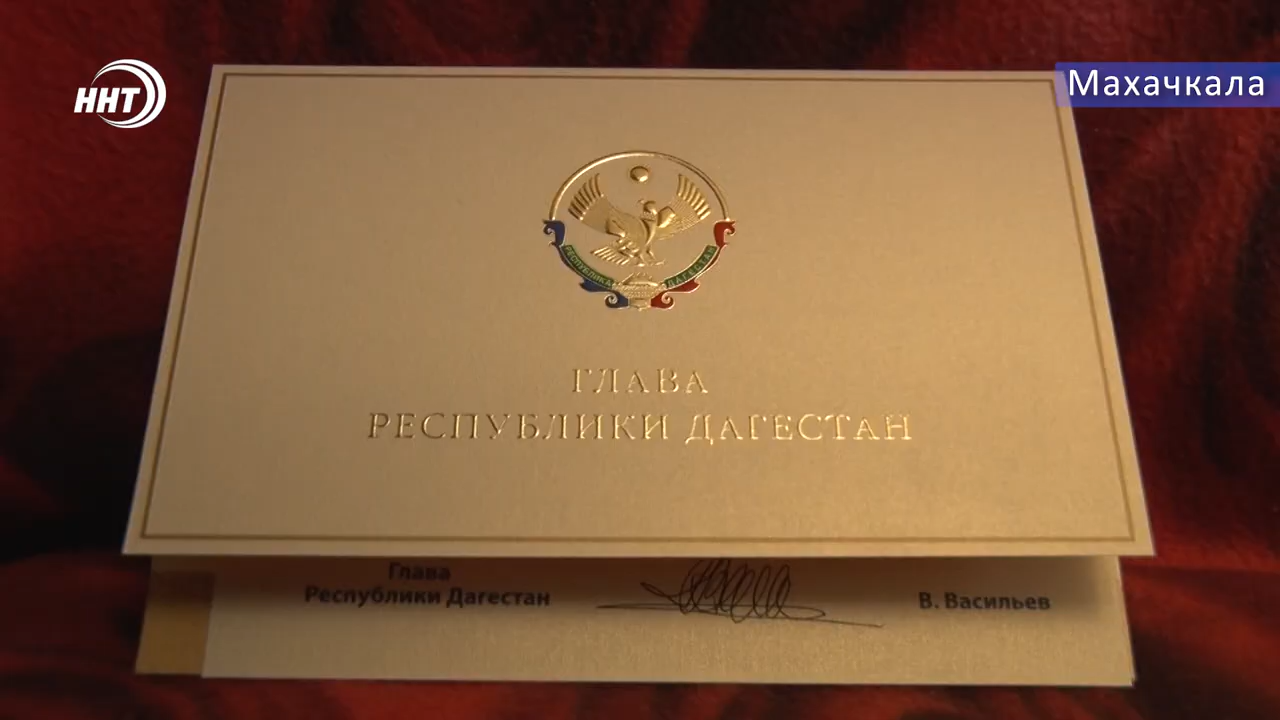 ННТ
Махачкала
РЕСПУБЛИКА ДАГЕСТАН
ГЛАВА
РЕСПУБЛИКИ ДАГЕСТАН
Глава
Республики Дагестан
В. Васильев